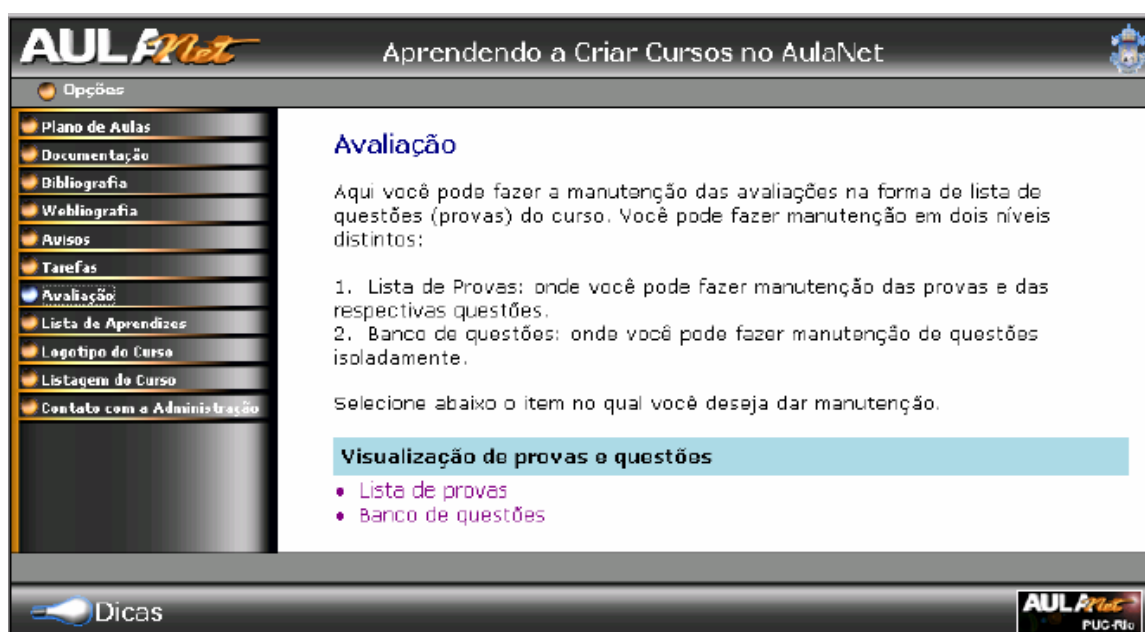 AULANet
Aprendendo a Criar Cursos no AulaNet
Opções
Plano de Aulas
Documentação
Bibliografia
Webliografia
Avisos
Tarefas
Avaliação
Lista de Aprendizes
Logotipo do Curso
Listagem do Curso
Contato com a Administração
Avaliação
Aqui você pode fazer a manutenção das avaliações na forma de lista de
questões (provas) do curso. Você pode fazer manutenção em dois níveis
distintos:
1. Lista de Provas: onde você pode fazer manutenção das provas e das
respectivas questões.
2. Banco de questões: onde você pode fazer manutenção de questões
isoladamente.
Selecione abaixo o item no qual você deseja dar manutenção.
Visualização de provas e questões
• Lista de provas
• Banco de questões
Dicas
AULANet
PUC-Rio